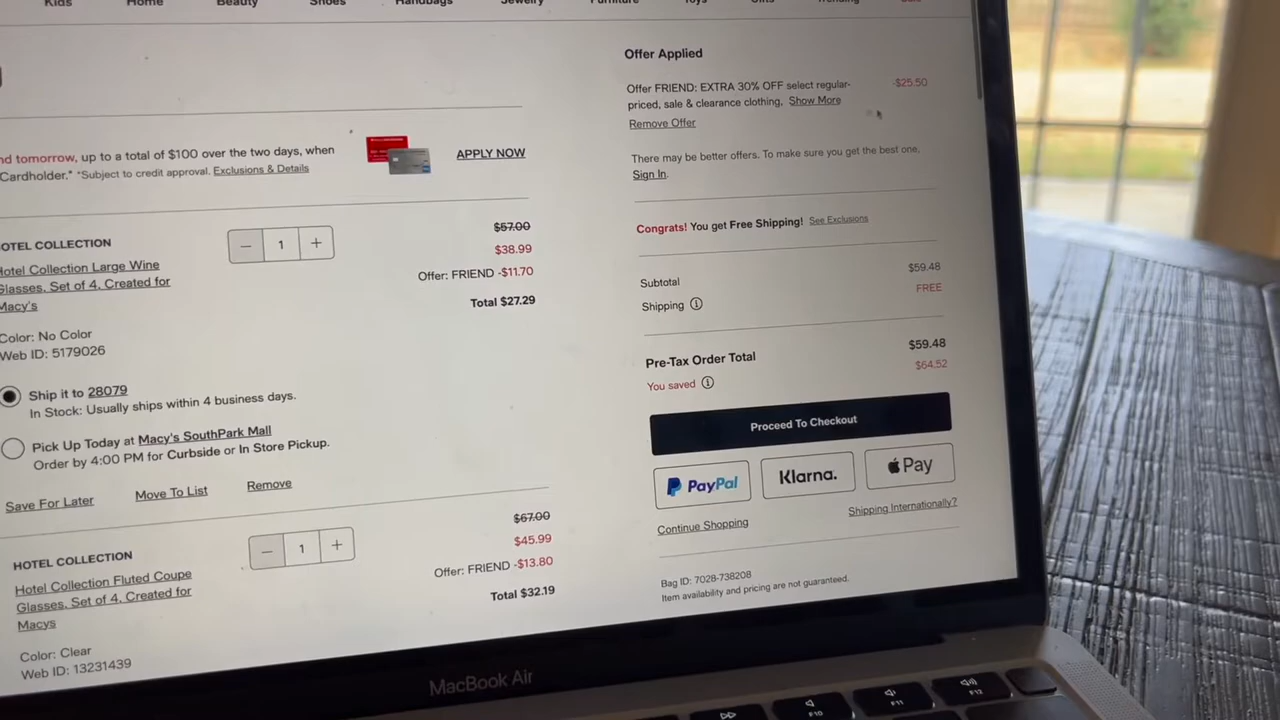 Kids Home Beauty Shoes Handbags Jewelry Furniture Toys Gifts Trending Sale
nd tomorrow, up to a total of $100 over the two days, when
Cardholder.* *Subject to credit approval. Exclusions & Details
APPLY NOW
OTEL COLLECTION
Hotel Collection Large Wine
Glasses, Set of 4, Created for
Macy's
− 1 +
$57.00
$38.99
Offer: FRIEND -$11.70
Total $27.29
Color: No Color
Web ID: 5179026
Ship it to 28079
In Stock: Usually ships within 4 business days.
Pick Up Today at Macy's SouthPark Mall
Order by 4:00 PM for Curbside or In Store Pickup.
Save For Later Move To List Remove
HOTEL COLLECTION
Hotel Collection Fluted Coupe
Glasses, Set of 4, Created for
Macys
− 1 +
$67.00
$45.99
Offer: FRIEND -$13.80
Total $32.19
Color: Clear
Web ID: 13231439
Offer Applied
Offer FRIEND: EXTRA 30% OFF select regular- -$25.50
priced, sale & clearance clothing, Show More
Remove Offer
There may be better offers. To make sure you get the best one,
Sign In.
Congrats! You get Free Shipping! See Exclusions
Subtotal $59.48
Shipping FREE
Pre-Tax Order Total $59.48
You saved $64.52
Proceed To Checkout
PayPal Klarna. Pay
Continue Shopping Shipping Internationally?
Bag ID: 7028-738208
Item availability and pricing are not guaranteed.
MacBook Air
F10 F11 F12